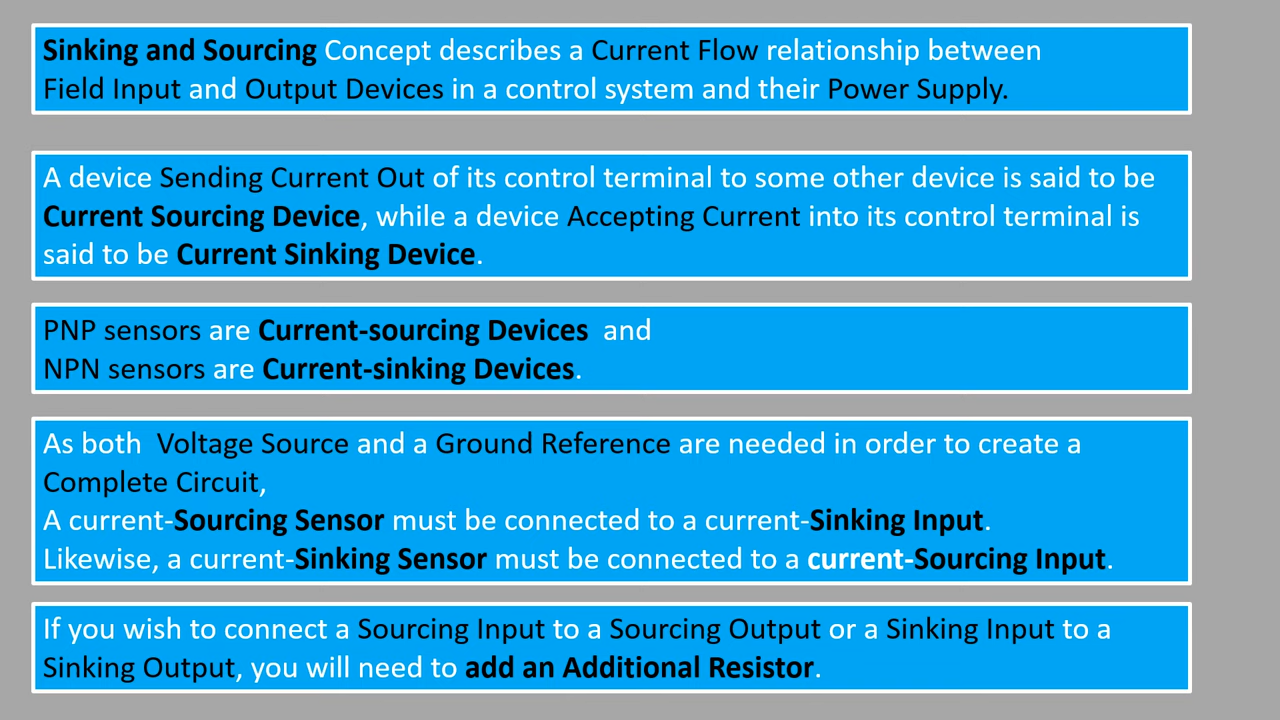 Sinking and Sourcing Concept describes a Current Flow relationship between
Field Input and Output Devices in a control system and their Power Supply.
A device Sending Current Out of its control terminal to some other device is said to be
Current Sourcing Device, while a device Accepting Current into its control terminal is
said to be Current Sinking Device.
PNP sensors are Current-sourcing Devices and
NPN sensors are Current-sinking Devices.
As both Voltage Source and a Ground Reference are needed in order to create a
Complete Circuit,
A current-Sourcing Sensor must be connected to a current-Sinking Input.
Likewise, a current-Sinking Sensor must be connected to a current-Sourcing Input.
If you wish to connect a Sourcing Input to a Sourcing Output or a Sinking Input to a
Sinking Output, you will need to add an Additional Resistor.